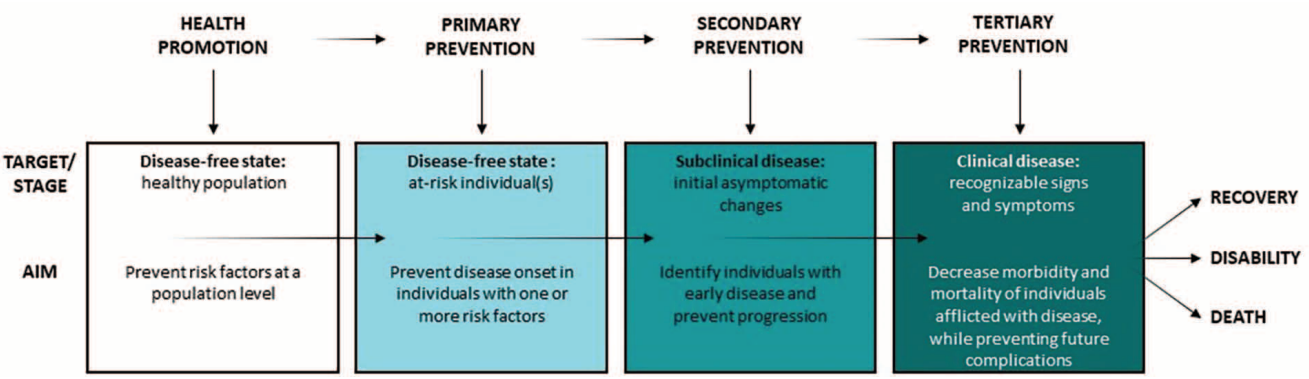 HEALTH
PROMOTION
PRIMARY
PREVENTION
SECONDARY
PREVENTION
TERTIARY
PREVENTION
TARGET/
STAGE
Disease-free state:
healthy population
Disease-free state :
at-risk individual(s)
Subclinical disease:
initial asymptomatic
changes
Clinical disease:
recognizable signs
and symptoms
AIM
Prevent risk factors at a
population level
Prevent disease onset in
individuals with one or
more risk factors
Identify individuals with
early disease and
prevent progression
Decrease morbidity and
mortality of individuals
afflicted with disease,
while preventing future
complications
RECOVERY
DISABILITY
DEATH